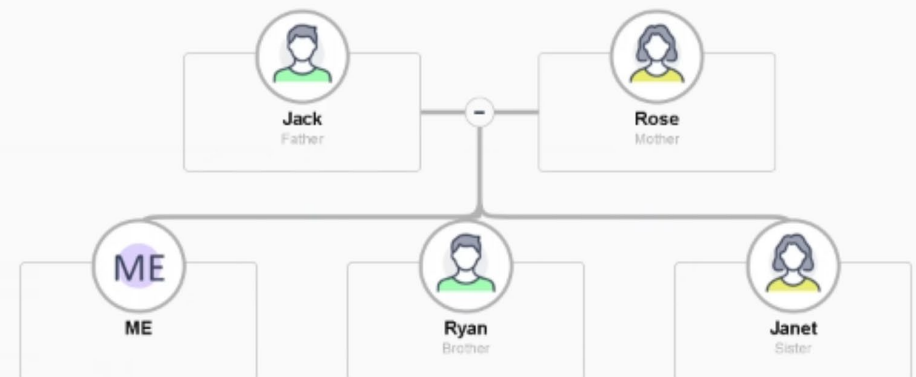 Jack
Father
Rose
Mother
ME
ME
Ryan
Brother
Janet
Sister